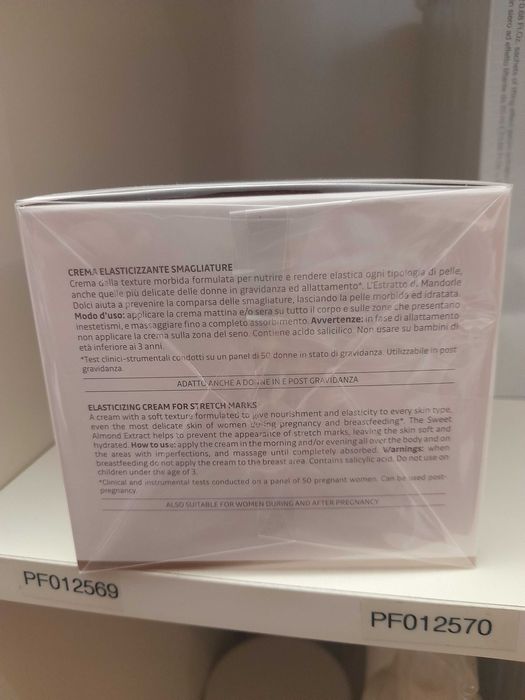 CREMA ELASTICIZZANTE SMAGLIATURE
Crema dalla texture morbida formulata per nutrire e rendere elastica ogni tipologia di pelle,
anche quelle più delicate delle donne in gravidanza ed allattamento*. L'Estratto di Mandorle
Dolci aiuta a prevenire la comparsa delle smagliature, lasciando la pelle morbida ed idratata.
Modo d'uso: applicare la crema mattina e/o sera su tutto il corpo e sulle zone che presentano
inestetismi, e massaggiare fino a completo assorbimento. Avvertenze: in fase di allattamento
non applicare la crema sulla zona del seno. Contiene acido salicilico. Non usare su bambini di
età inferiore ai 3 anni.
*Test clinici-strumentali condotti su un panel di 50 donne in stato di gravidanza. Utilizzabile in post
gravidanza.
ADATTO ANCHE A DONNE IN E POST GRAVIDANZA
ELASTICIZING CREAM FOR STRETCH MARKS
A cream with a soft texture formulated to give nourishment and elasticity to every skin type,
even the most delicate skin of women during pregnancy and breastfeeding*. The Sweet
Almond Extract helps to prevent the appearance of stretch marks, leaving the skin soft and
hydrated. How to use: apply the cream in the morning and/or evening all over the body and on
the areas with imperfections, and massage until completely absorbed. Warnings: when
breastfeeding do not apply the cream to the breast area. Contains salicylic acid. Do not use on
children under the age of 3.
*Clinical and instrumental tests conducted on a panel of 50 pregnant women. Can be used post-
pregnancy.
ALSO SUITABLE FOR WOMEN DURING AND AFTER PREGNANCY
PF012569
PF012570